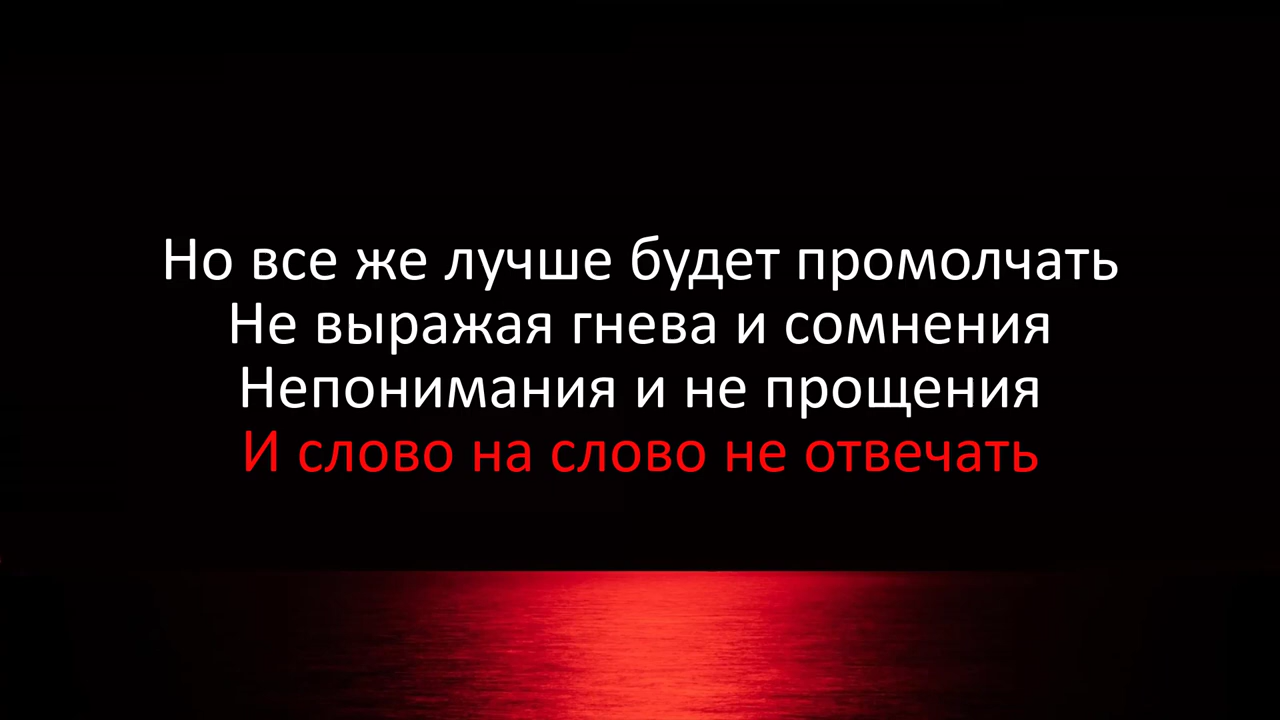 Но все же лучше будет промолчать
Не выражая гнева и сомнения
Непонимания и не прощения
И слово на слово не отвечать